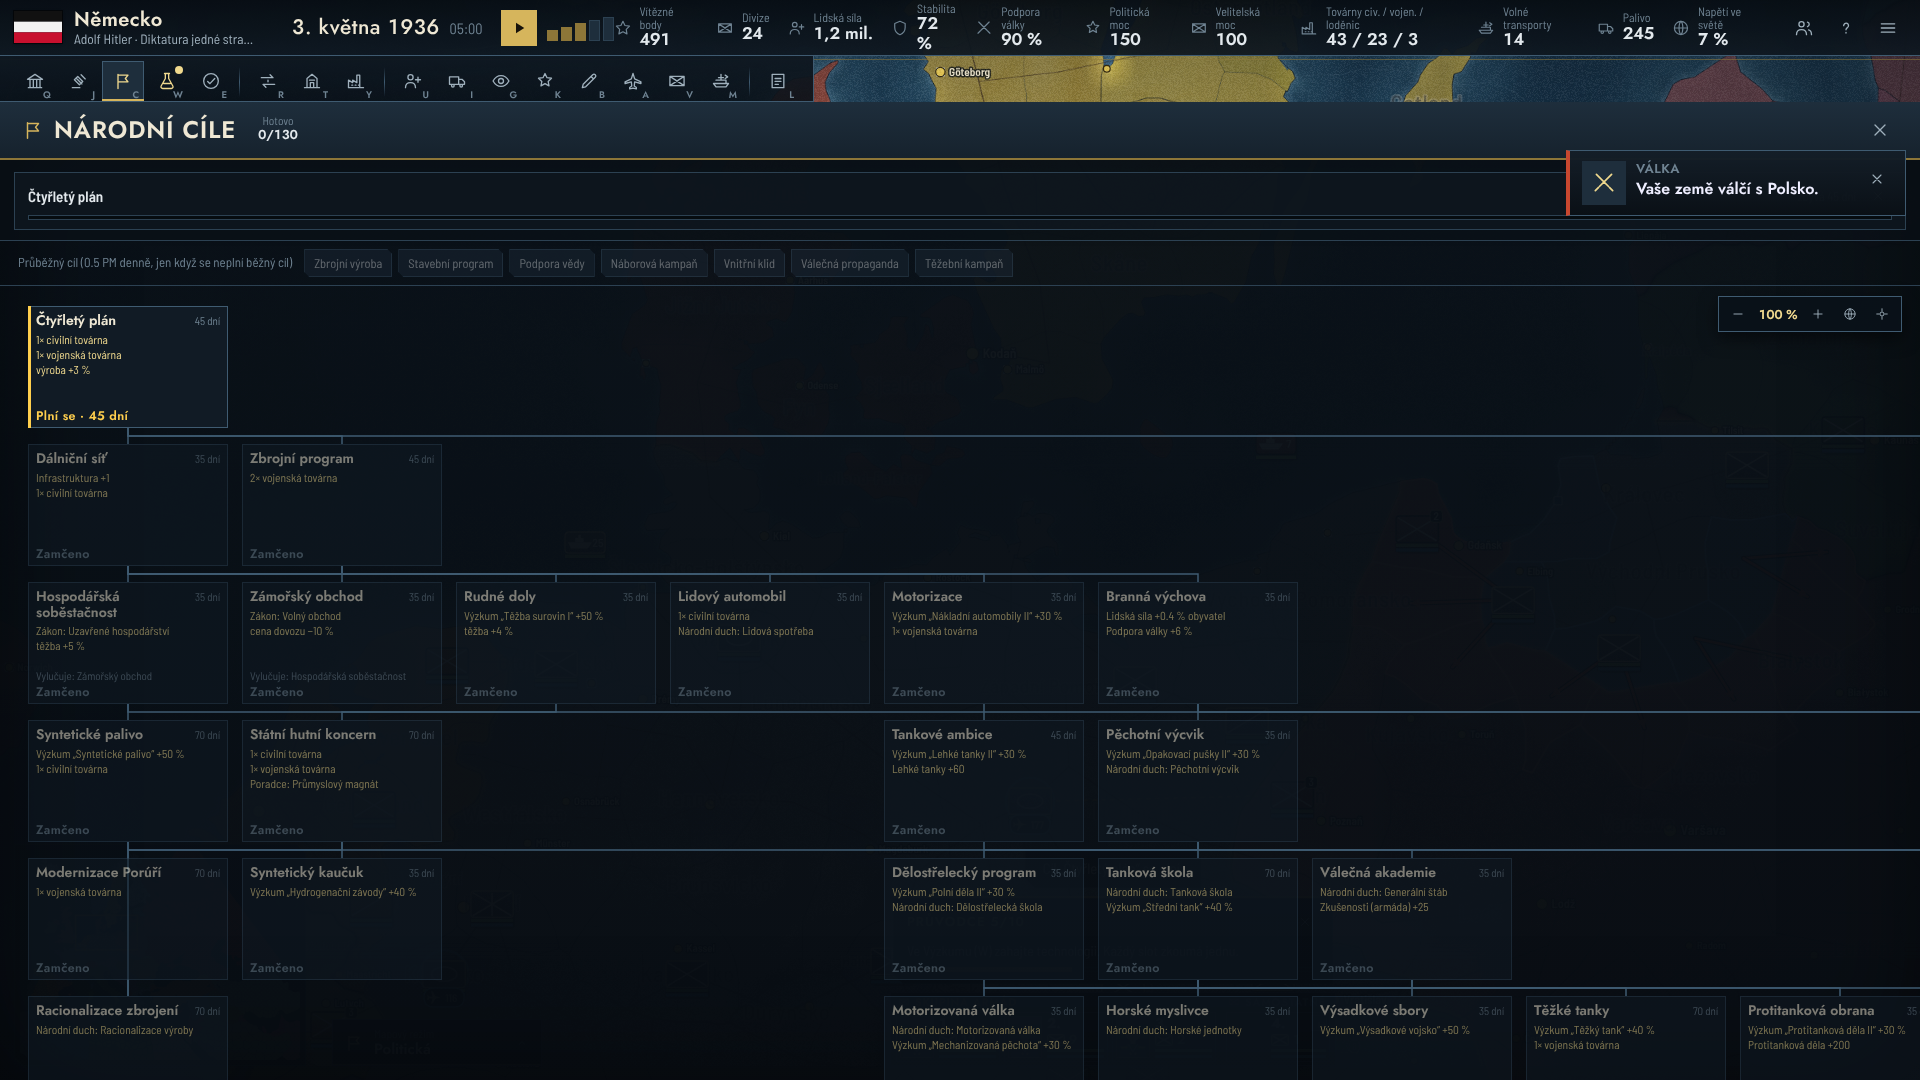 Německo
Adolf Hitler · Diktatura jedné stra...
3. května 1936 05:00
Vítězné body 491
Divize 24
Lidská síla 1,2 mil.
Stabilita 72 %
Podpora války 90 %
Politická moc 150
Velitelská moc 100
Továrny civ. / vojen. / loděnic 43 / 23 / 3
Volné transporty 14
Palivo 245
Napětí ve světě 7 %
?
Q J C W E R T Y U I G K B A V M L
Göteborg
NÁRODNÍ CÍLE
Hotovo
0/130
VÁLKA
Vaše země válčí s Polsko.
Čtyřletý plán
Průběžný cíl (0.5 PM denně, jen když se neplní běžný cíl)
Zbrojní výroba
Stavební program
Podpora vědy
Náborová kampaň
Vnitřní klid
Válečná propaganda
Těžební kampaň
100 %
Čtyřletý plán 45 dní
1× civilní továrna
1× vojenská továrna
výroba +3 %
Plní se · 45 dní
Dálniční síť 35 dní
Infrastruktura +1
1× civilní továrna
Zamčeno
Zbrojní program 45 dní
2× vojenská továrna
Zamčeno
Hospodářská soběstačnost 35 dní
Zákon: Uzavřené hospodářství
těžba +5 %
Vylučuje: Zámořský obchod
Zamčeno
Zámořský obchod 35 dní
Zákon: Volný obchod
cena dovozu −10 %
Vylučuje: Hospodářská soběstačnost
Zamčeno
Rudné doly 35 dní
Výzkum „Těžba surovin I“ +50 %
těžba +4 %
Zamčeno
Lidový automobil 35 dní
1× civilní továrna
Národní duch: Lidová spotřeba
Zamčeno
Motorizace 35 dní
Výzkum „Nákladní automobily II“ +30 %
1× vojenská továrna
Zamčeno
Branná výchova 35 dní
Lidská síla +0.4 % obyvatel
Podpora války +6 %
Zamčeno
Syntetické palivo 70 dní
Výzkum „Syntetické palivo“ +50 %
1× civilní továrna
Zamčeno
Státní hutní koncern 70 dní
1× civilní továrna
1× vojenská továrna
Poradce: Průmyslový magnát
Zamčeno
Tankové ambice 45 dní
Výzkum „Lehké tanky II“ +30 %
Lehké tanky +60
Zamčeno
Pěchotní výcvik 35 dní
Výzkum „Opakovací pušky II“ +30 %
Národní duch: Pěchotní výcvik
Zamčeno
Modernizace Porúří 70 dní
1× vojenská továrna
Zamčeno
Syntetický kaučuk 35 dní
Výzkum „Hydrogenační závody“ +40 %
Zamčeno
Dělostřelecký program 35 dní
Výzkum „Polní děla II“ +30 %
Národní duch: Dělostřelecká škola
Zamčeno
Tanková škola 70 dní
Národní duch: Tanková škola
Výzkum „Střední tank“ +40 %
Zamčeno
Válečná akademie 35 dní
Národní duch: Generální štáb
Zkušenosti (armáda) +25
Zamčeno
Racionalizace zbrojení 70 dní
Národní duch: Racionalizace výroby
Motorizovaná válka 35 dní
Národní duch: Motorizovaná válka
Výzkum „Mechanizovaná pěchota“ +30 %
Horské myslivce 35 dní
Národní duch: Horské jednotky
Výsadkové sbory 35 dní
Výzkum „Výsadkové vojsko“ +50 %
Těžké tanky 70 dní
Výzkum „Těžký tank“ +40 %
1× vojenská továrna
Protitanková obrana 35
Výzkum „Protitanková děla II“ +30 %
Protitanková děla +200